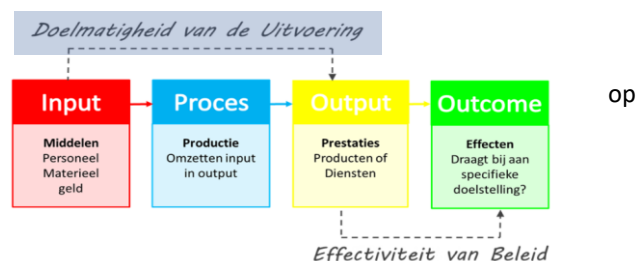 Doelmatigheid van de Uitvoering
op
Input
Middelen
Personeel
Materieel
geld
Proces
Productie
Omzetten input
in output
Output
Prestaties
Producten of
Diensten
Outcome
Effecten
Draagt bij aan
specifieke
doelstelling?
Effectiviteit van Beleid